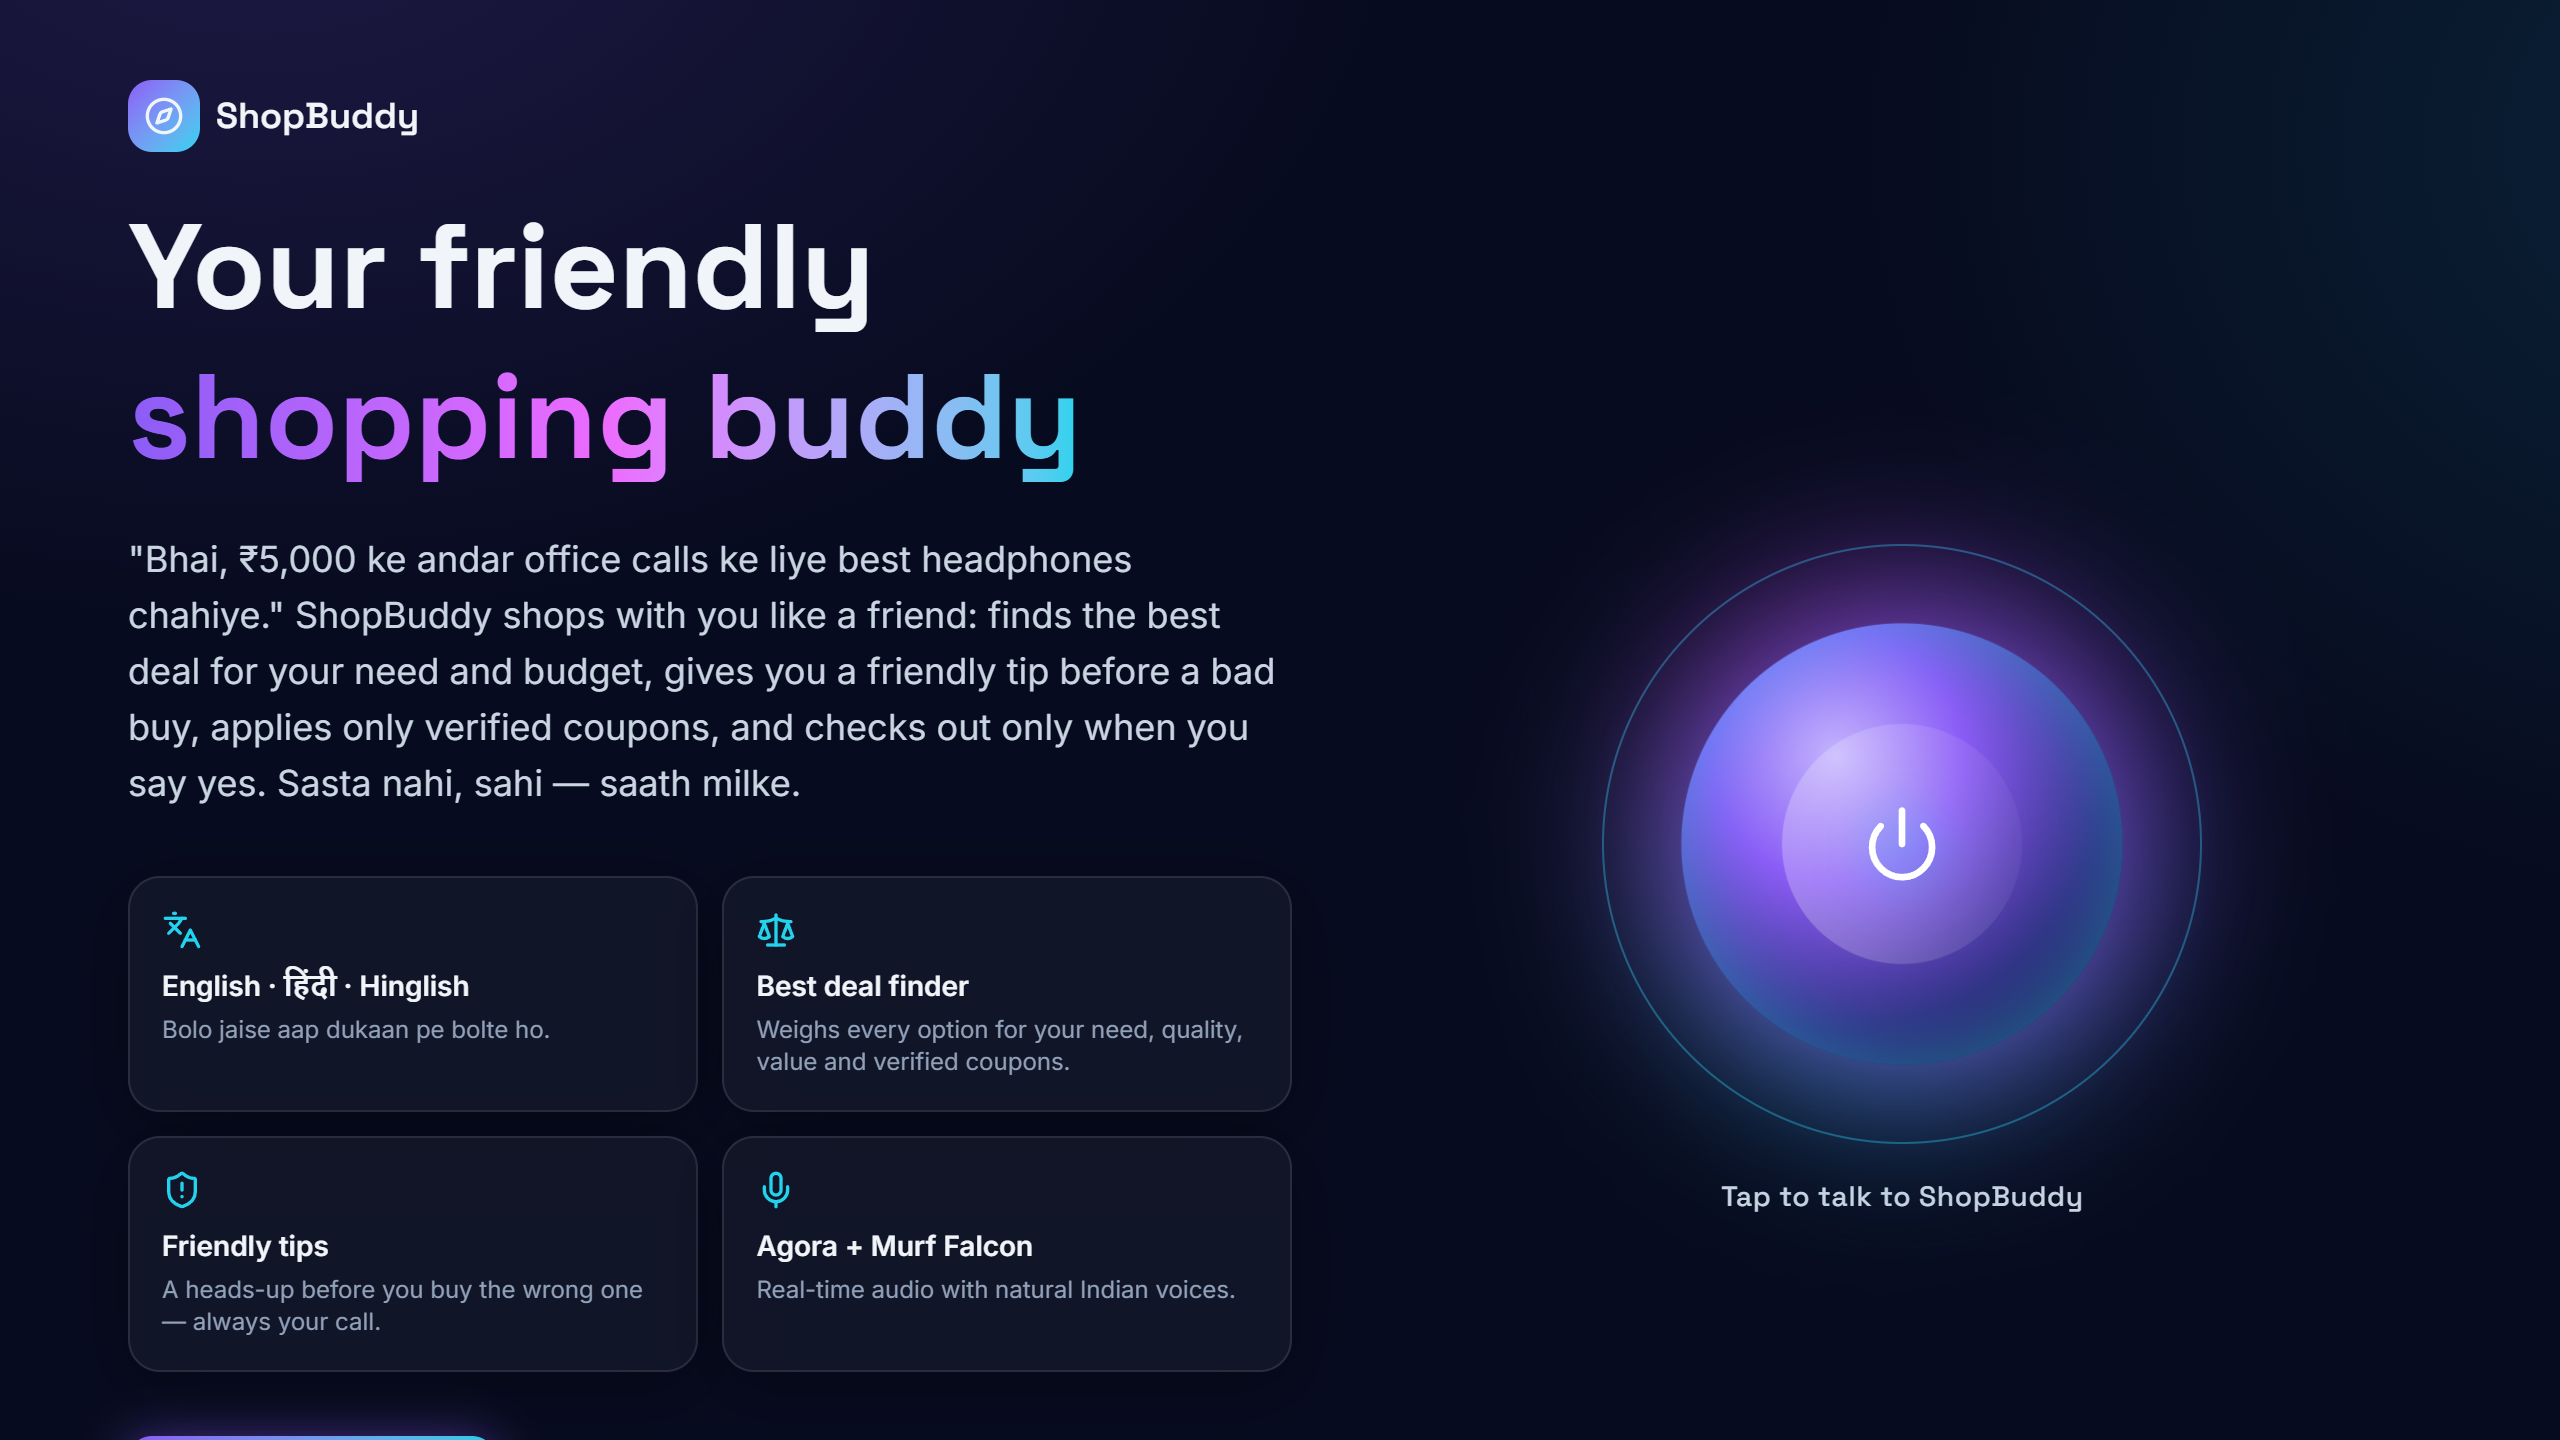 ShopBuddy
Your friendly
shopping buddy
"Bhai, ₹5,000 ke andar office calls ke liye best headphones
chahiye." ShopBuddy shops with you like a friend: finds the best
deal for your need and budget, gives you a friendly tip before a bad
buy, applies only verified coupons, and checks out only when you
say yes. Sasta nahi, sahi — saath milke.
English · हिंदी · Hinglish
Bolo jaise aap dukaan pe bolte ho.
Best deal finder
Weighs every option for your need, quality,
value and verified coupons.
Friendly tips
A heads-up before you buy the wrong one
— always your call.
Agora + Murf Falcon
Real-time audio with natural Indian voices.
Tap to talk to ShopBuddy